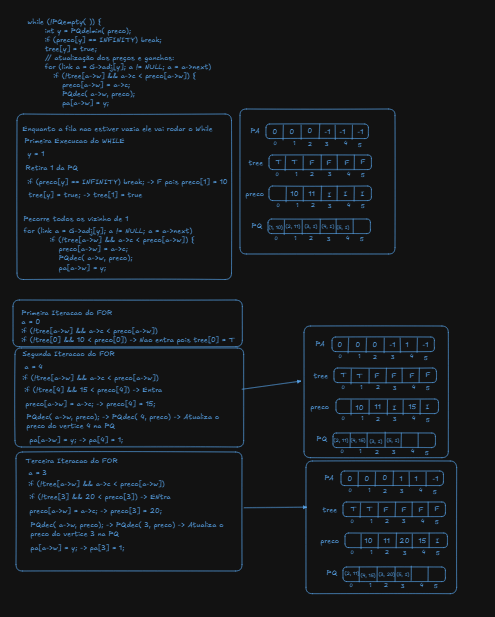 while (!PQempty( )) {
int y = PQdelmin( preco);
if (preco[y] == INFINITY) break;
tree[y] = true;
// atualização dos preços e ganchos:
for (link a = G->adj[y]; a != NULL; a = a->next)
if (!tree[a->w] && a->c < preco[a->w]) {
preco[a->w] = a->c;
PQdec( a->w, preco);
pa[a->w] = y;
Enquanto a fila nao estiver vazia ele vai rodar o While
Primeira Execucao do WHILE
y = 1
Retira 1 da PQ
if (preco[y] == INFINITY) break; -> F pois preco[1] = 10
tree[y] = true; -> tree[1] = true
Pecorre todos os vizinho de 1
for (link a = G->adj[y]; a != NULL; a = a->next)
if (!tree[a->w] && a->c < preco[a->w]) {
preco[a->w] = a->c;
PQdec( a->w, preco);
pa[a->w] = y;
PA 0 0 0 -1 -1 -1
0 1 2 3 4 5
tree T T F F F F
0 1 2 3 4 5
preco 10 11 I I I
0 1 2 3 4 5
PQ [1, 10] [2, 11] [3, I] [4, I] [5, I]
0 1 2 3 4 5
Primeira Iteracao do FOR
a = 0
if (!tree[a->w] && a->c < preco[a->w])
if (!tree[0] && 10 < preco[0]) -> Nao entra pois tree[0] = T
Segunda Iteracao do FOR
a = 4
if (!tree[a->w] && a->c < preco[a->w])
if (!tree[4] && 15 < preco[4]) -> Entra
preco[a->w] = a->c; -> preco[4] = 15;
PQdec( a->w, preco); -> PQdec( 4, preco) -> Atualiza o
preco do vertice 4 na PQ
pa[a->w] = y; -> pa[4] = 1;
PA 0 0 0 -1 1 -1
0 1 2 3 4 5
tree T T F F F F
0 1 2 3 4 5
preco 10 11 I 15 I
0 1 2 3 4 5
PQ [2, 11] [4, 15] [3, I] [5, I]
0 1 2 3 4 5
Terceira Iteracao do FOR
a = 3
if (!tree[a->w] && a->c < preco[a->w])
if (!tree[3] && 20 < preco[3]) -> Entra
preco[a->w] = a->c; -> preco[3] = 20;
PQdec( a->w, preco); -> PQdec( 3, preco) -> Atualiza o
preco do vertice 3 na PQ
pa[a->w] = y; -> pa[3] = 1;
PA 0 0 0 1 1 -1
0 1 2 3 4 5
tree T T F F F F
0 1 2 3 4 5
preco 10 11 20 15 I
0 1 2 3 4 5
PQ [2, 11] [4, 15] [3, 20] [5, I]
0 1 2 3 4 5